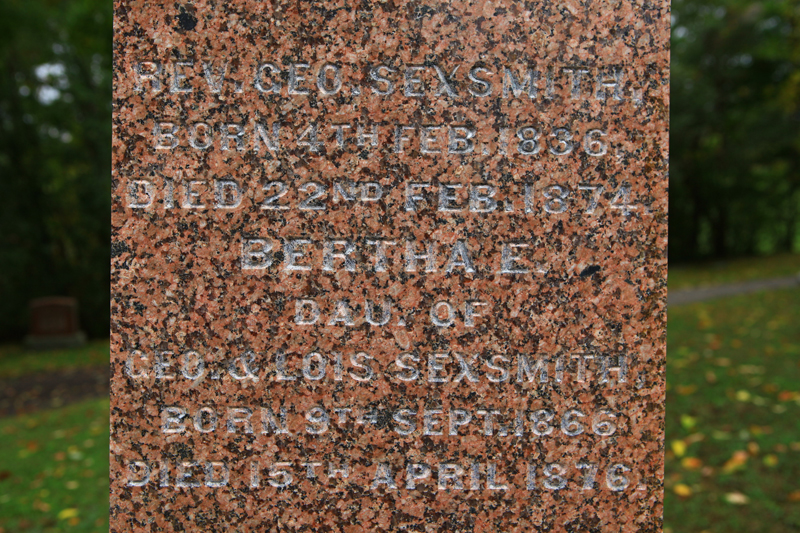 REV. GEO. SEXSMITH,
BORN 4TH FEB. 1836.
DIED 22ND FEB. 1874.
BERTHA E.
DAU. OF
GEO. & LOIS SEXSMITH,
BORN 9TH SEPT. 1866
DIED 15TH APRIL 1876.